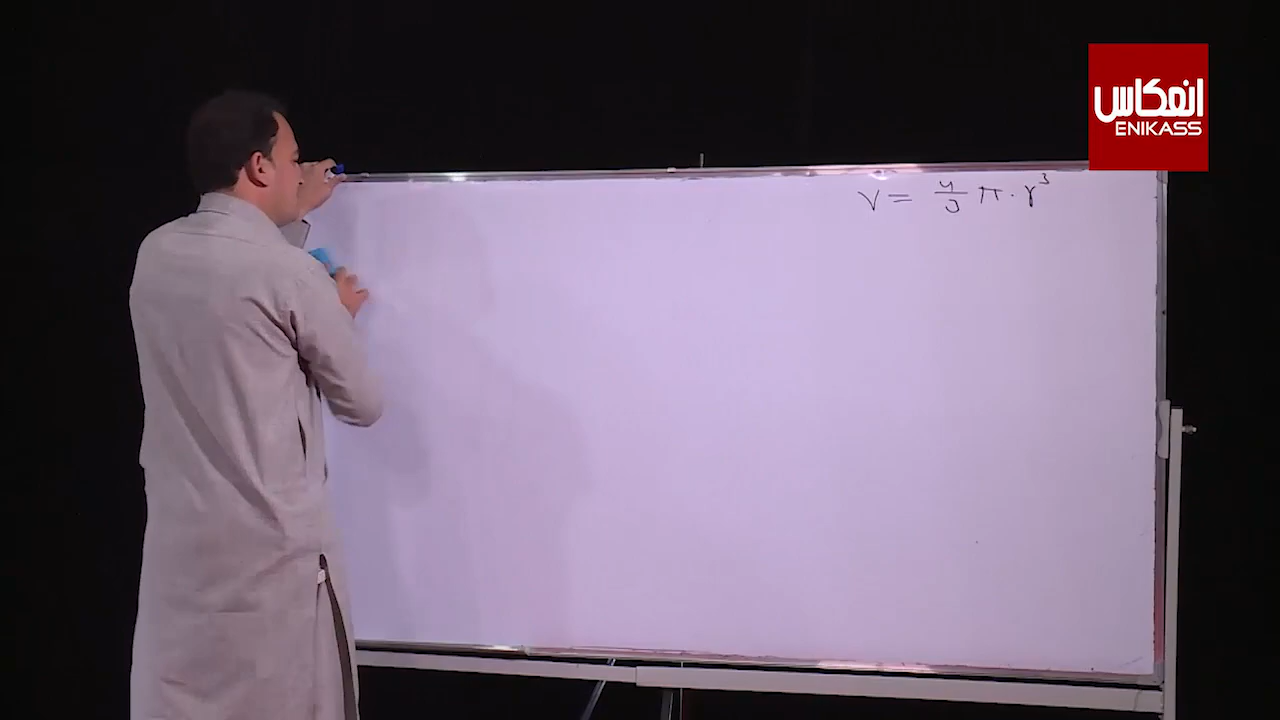 انعکاس
ENIKASS
v = 4/3 π · r³